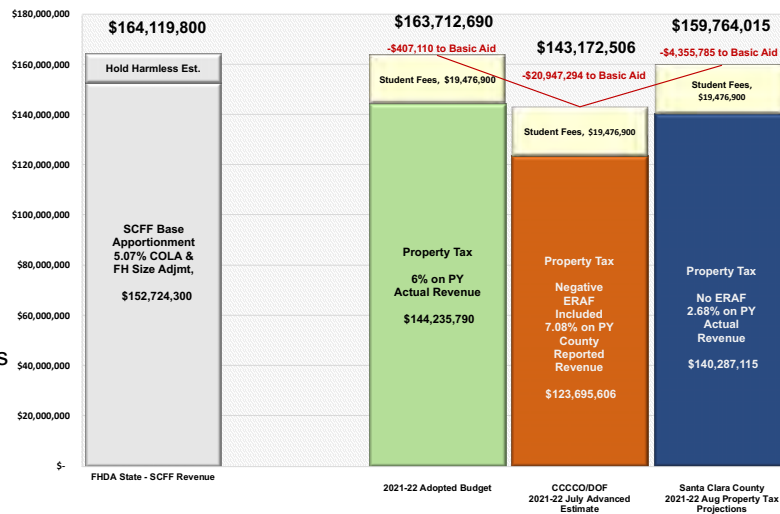 $180,000,000
$160,000,000
$140,000,000
$120,000,000
$100,000,000
$80,000,000
$60,000,000
$40,000,000
$20,000,000
$-
s
$164,119,800
Hold Harmless Est.
SCFF Base
Apportionment
5.07% COLA &
FH Size Adjmt,
$152,724,300
FHDA State - SCFF Revenue
$163,712,690
-$407,110 to Basic Aid
Student Fees, $19,476,900
Property Tax
6% on PY
Actual Revenue
$144,235,790
2021-22 Adopted Budget
$143,172,506
-$20,947,294 to Basic Aid
Student Fees, $19,476,900
Property Tax
Negative
ERAF
Included
7.08% on PY
County
Reported
Revenue
$123,695,606
CCCCO/DOF
2021-22 July Advanced
Estimate
$159,764,015
-$4,355,785 to Basic Aid
Student Fees,
$19,476,900
Property Tax
No ERAF
2.68% on PY
Actual
Revenue
$140,287,115
Santa Clara County
2021-22 Aug Property Tax
Projections